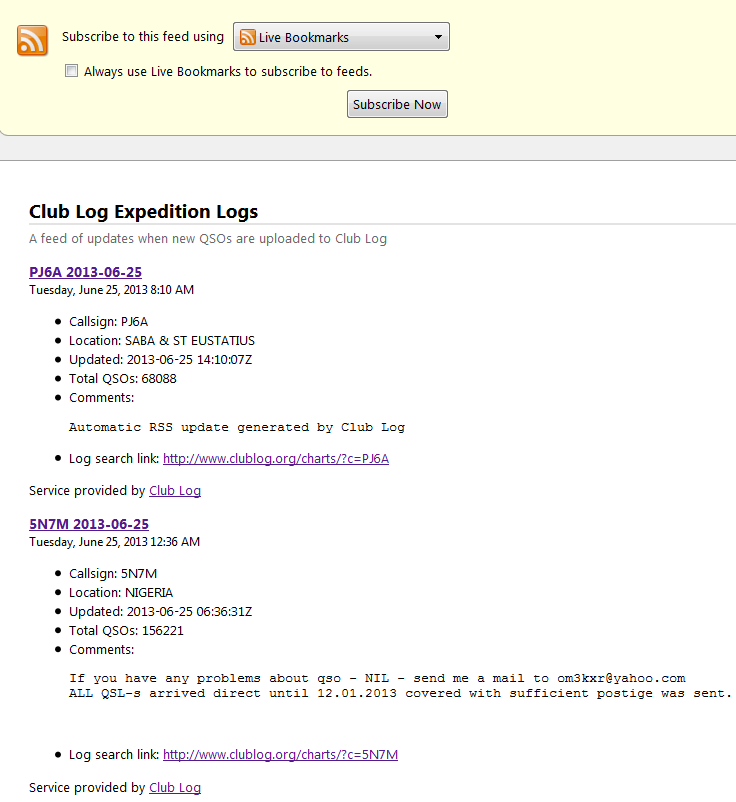 Subscribe to this feed using Live Bookmarks
Always use Live Bookmarks to subscribe to feeds.
Subscribe Now
Club Log Expedition Logs
A feed of updates when new QSOs are uploaded to Club Log
PJ6A 2013-06-25
Tuesday, June 25, 2013 8:10 AM
Callsign: PJ6A
Location: SABA & ST EUSTATIUS
Updated: 2013-06-25 14:10:07Z
Total QSOs: 68088
Comments:
Automatic RSS update generated by Club Log
Log search link: http://www.clublog.org/charts/?c=PJ6A
Service provided by Club Log
5N7M 2013-06-25
Tuesday, June 25, 2013 12:36 AM
Callsign: 5N7M
Location: NIGERIA
Updated: 2013-06-25 06:36:31Z
Total QSOs: 156221
Comments:
If you have any problems about qso - NIL - send me a mail to om3kxr@yahoo.com
ALL QSL-s arrived direct until 12.01.2013 covered with sufficient postige was sent.
Log search link: http://www.clublog.org/charts/?c=5N7M
Service provided by Club Log